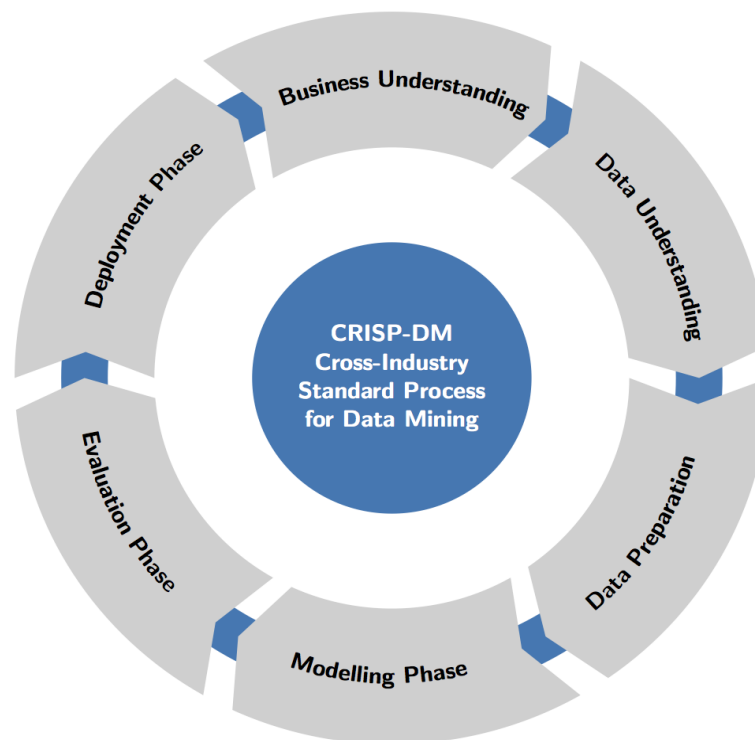 Business Understanding
Data Understanding
Data Preparation
Modelling Phase
Evaluation Phase
Deployment Phase
CRISP-DM
Cross-Industry
Standard Process
for Data Mining